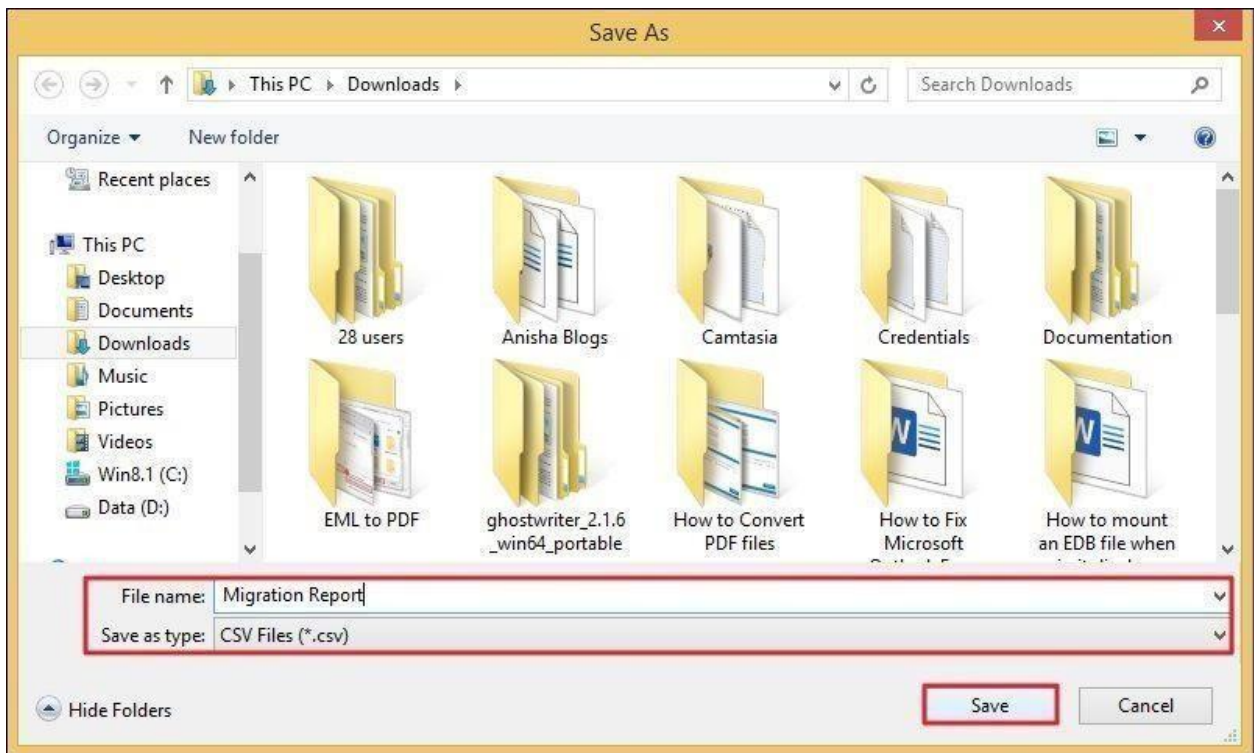 Save As
This PC
Downloads
Search Downloads
Organize
New folder
Recent places
This PC
Desktop
Documents
Downloads
Music
Pictures
Videos
Win8.1 (C:)
Data (D:)
28 users
Anisha Blogs
Camtasia
Credentials
Documentation
EML to PDF
ghostwriter_2.1.6
_win64_portable
How to Convert
PDF files
How to Fix
Microsoft
How to mount
an EDB file when
File name: Migration Report
Save as type: CSV Files (*.csv)
Hide Folders
Save
Cancel